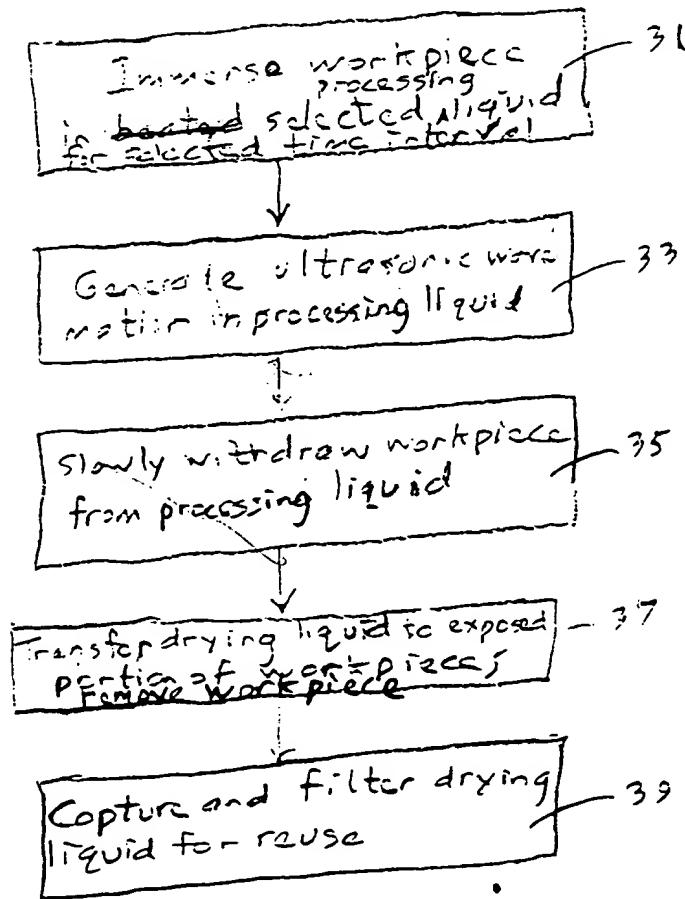 Immerse workpiece 31
processing
in heated selected liquid
for selected time interval
Generate ultrasonic wave 33
motion in processing liquid
Slowly withdraw workpiece 35
from processing liquid
Transfer drying liquid to exposed 37
portion of workpiece;
remove workpiece
Capture and filter drying 39
liquid for reuse